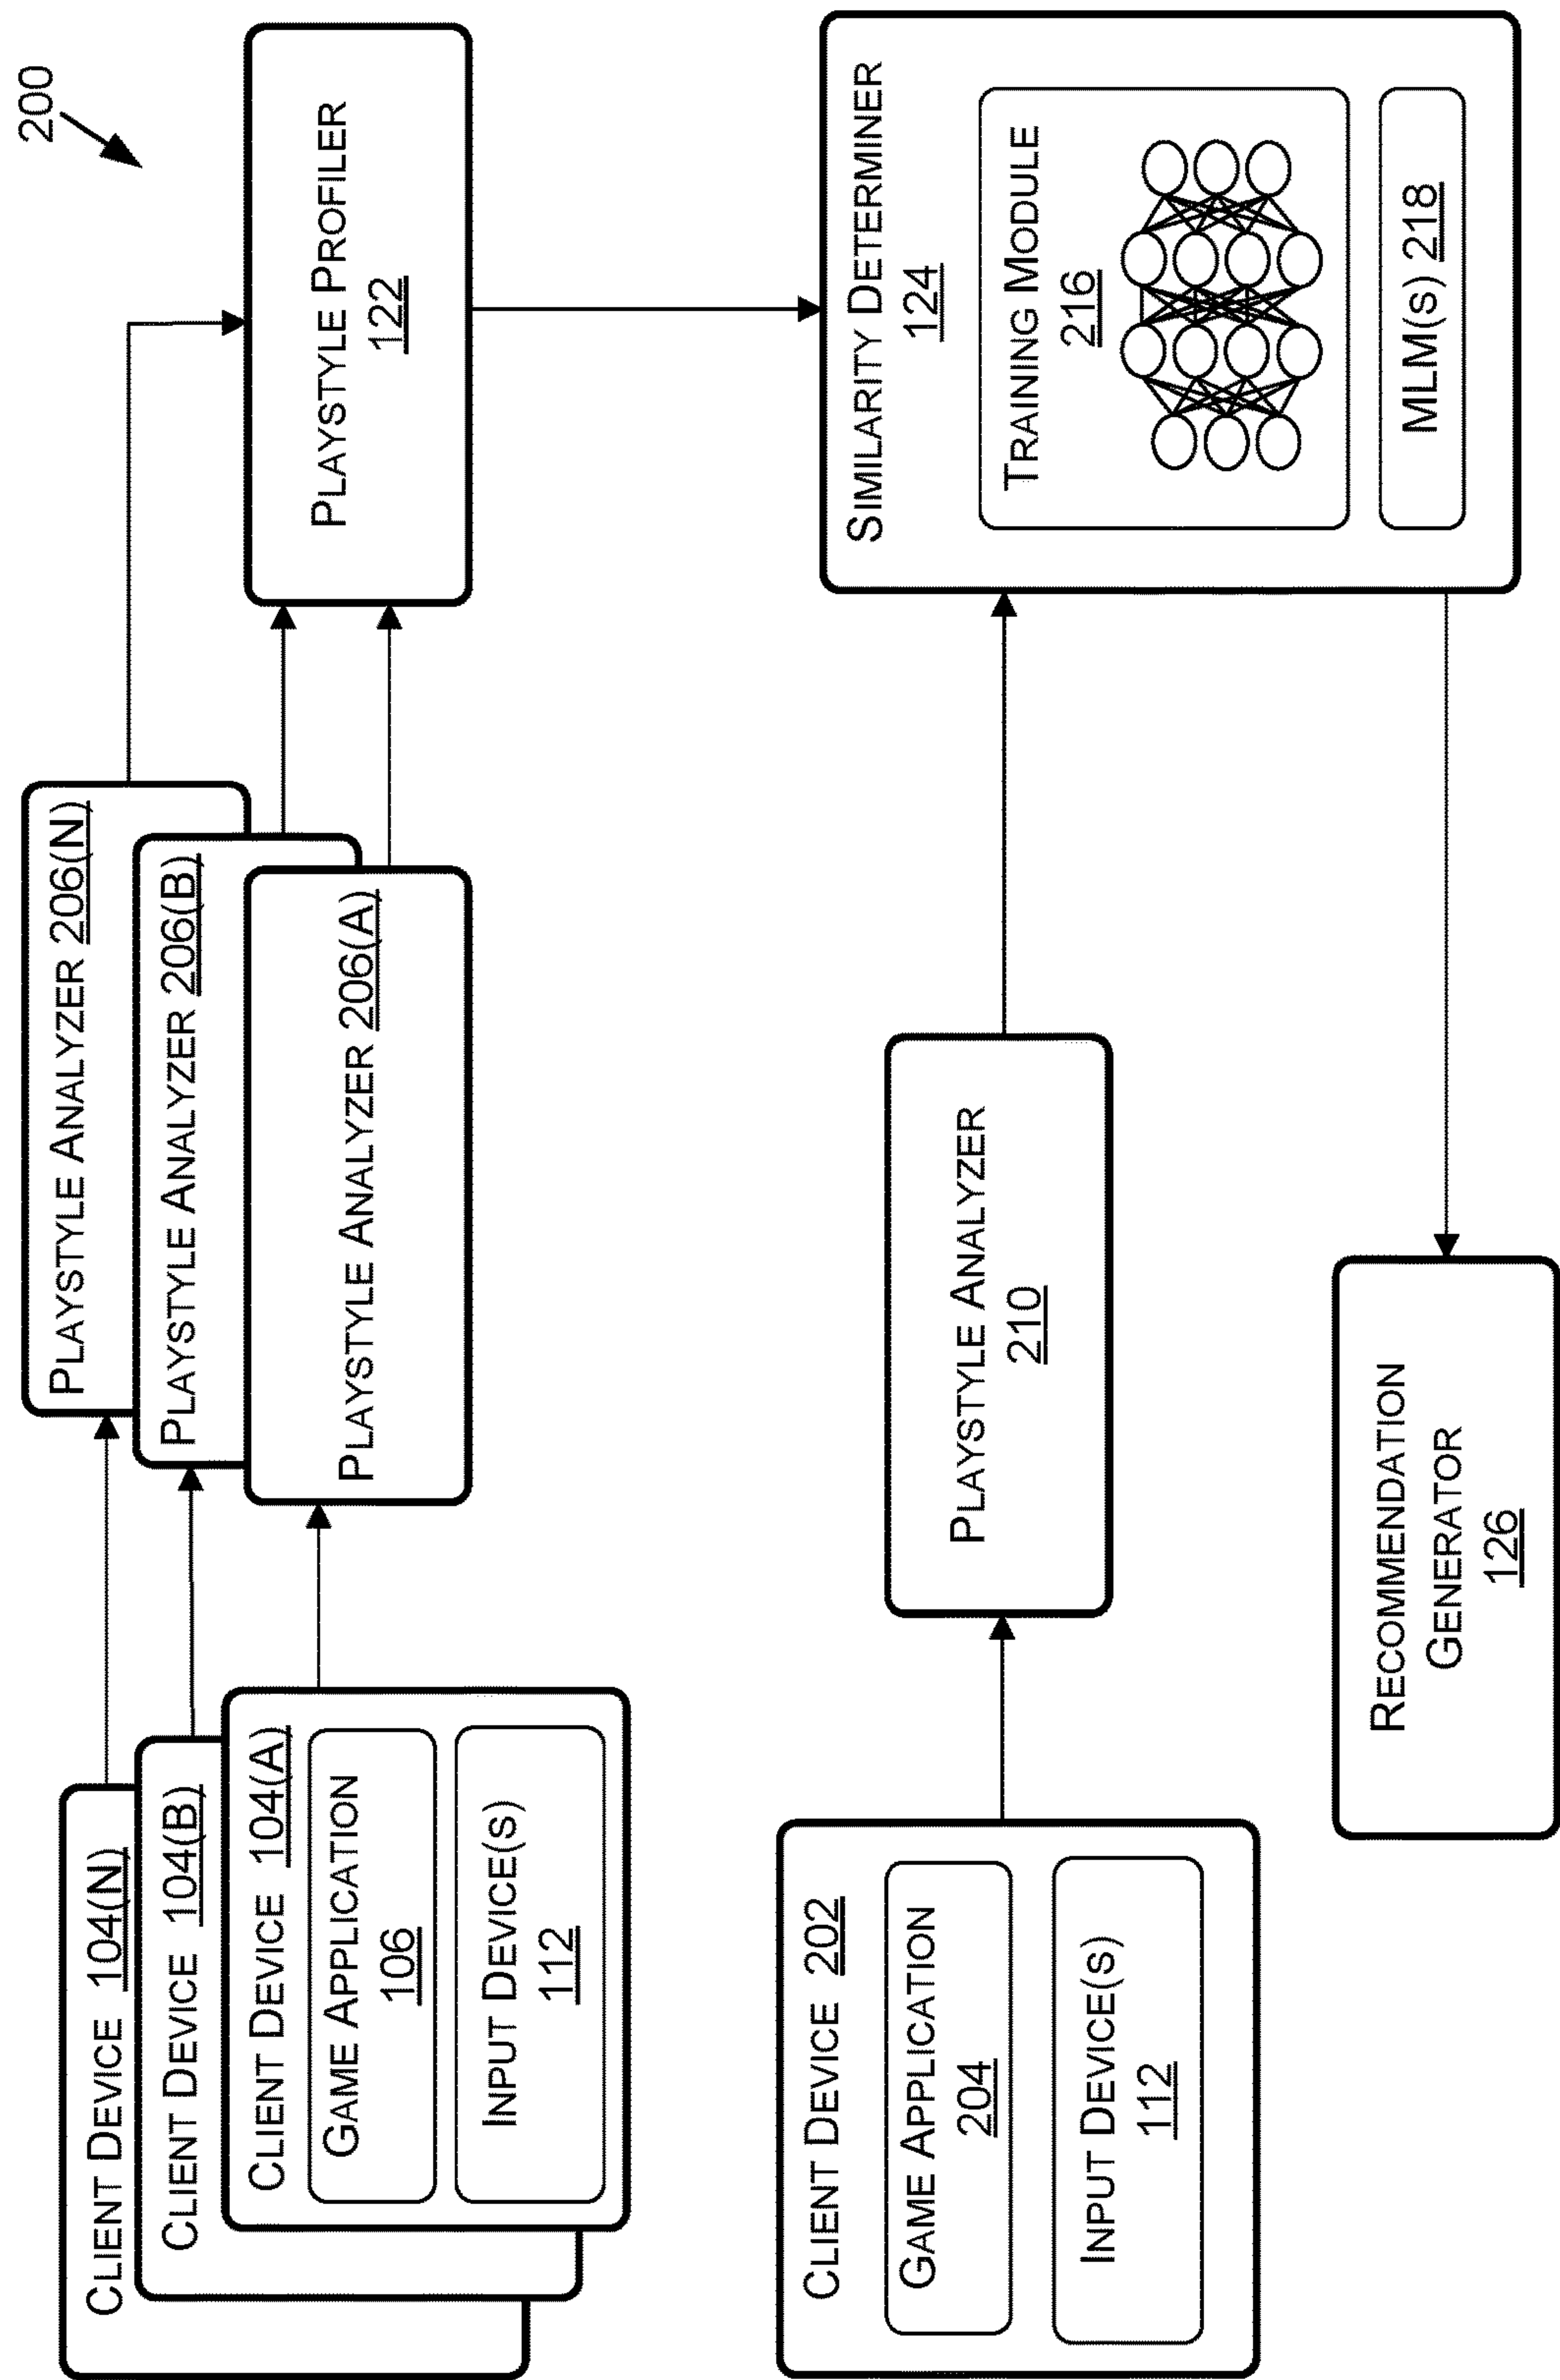 200
CLIENT DEVICE 104(N)
CLIENT DEVICE 104(B)
CLIENT DEVICE 104(A)
GAME APPLICATION
106
INPUT DEVICE(S)
112
PLAYSTYLE ANALYZER 206(N)
PLAYSTYLE ANALYZER 206(B)
PLAYSTYLE ANALYZER 206(A)
PLAYSTYLE PROFILER
122
CLIENT DEVICE 202
GAME APPLICATION
204
INPUT DEVICE(S)
112
PLAYSTYLE ANALYZER
210
SIMILARITY DETERMINER
124
TRAINING MODULE
216
MLM(S) 218
RECOMMENDATION
GENERATOR
126